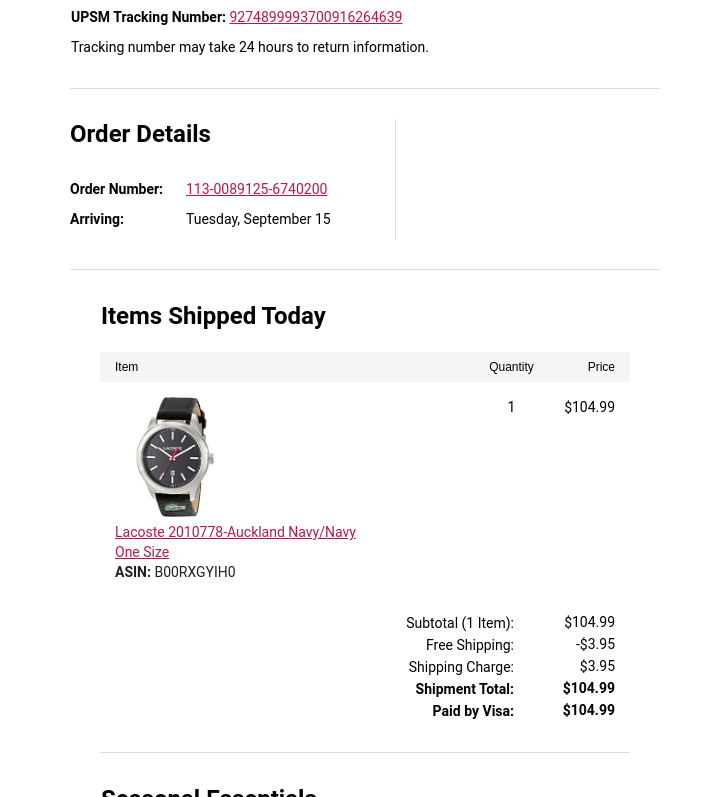 UPSM Tracking Number: 9274899993700916264639
Tracking number may take 24 hours to return information.
Order Details
Order Number: 113-0089125-6740200
Arriving: Tuesday, September 15
Items Shipped Today
Item Quantity Price
1 $104.99
LACOSTE
Lacoste 2010778-Auckland Navy/Navy
One Size
ASIN: B00RXGYIH0
Subtotal (1 Item): $104.99
Free Shipping: -$3.95
Shipping Charge: $3.95
Shipment Total: $104.99
Paid by Visa: $104.99
Seasonal Essentials